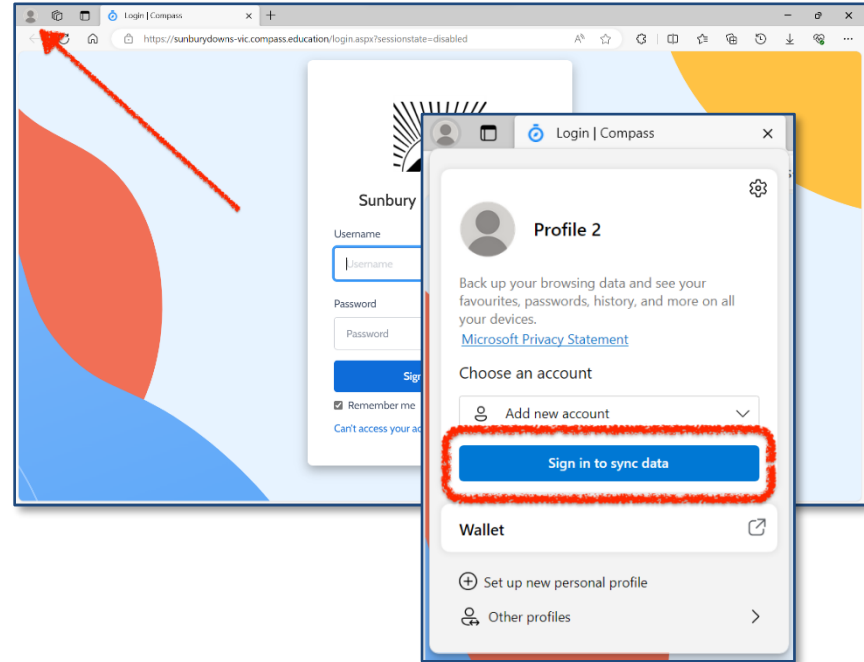 Login | Compass
https://sunburydowns-vic.compass.education/login.aspx?sessionstate=disabled
Sunbury
Username
Username
Password
Password
Sig
Remember me
Can't access your ac
Login | Compass
Profile 2
Back up your browsing data and see your
favourites, passwords, history, and more on all
your devices.
Microsoft Privacy Statement
Choose an account
Add new account
Sign in to sync data
Wallet
Set up new personal profile
Other profiles